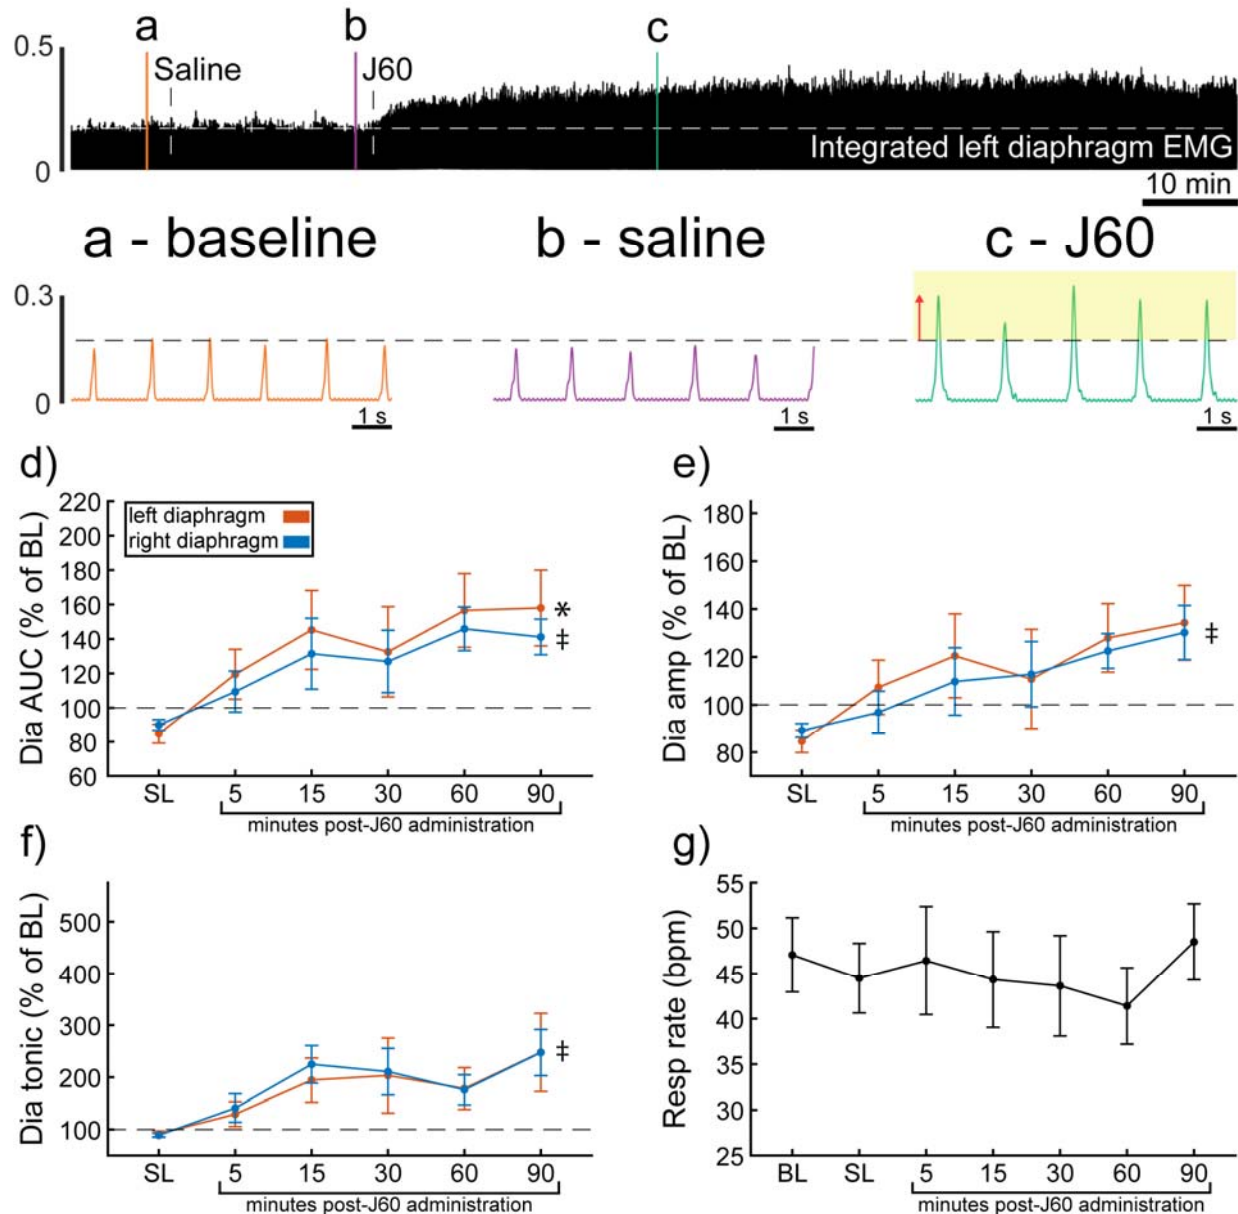 a b c
0.5 Saline J60
0 Integrated left diaphragm EMG
10 min
a - baseline b - saline c - J60
0.3
0
1 s 1 s 1 s
d)
Dia AUC (% of BL)
220
200
180
160
140
120
100
80
60
left diaphragm
right diaphragm
*
‡
SL 5 15 30 60 90
minutes post-J60 administration
e)
Dia amp (% of BL)
180
160
140
120
100
80
‡
SL 5 15 30 60 90
minutes post-J60 administration
f)
Dia tonic (% of BL)
500
400
300
200
100
‡
SL 5 15 30 60 90
minutes post-J60 administration
g)
Resp rate (bpm)
55
50
45
40
35
30
25
BL SL 5 15 30 60 90
minutes post-J60 administration